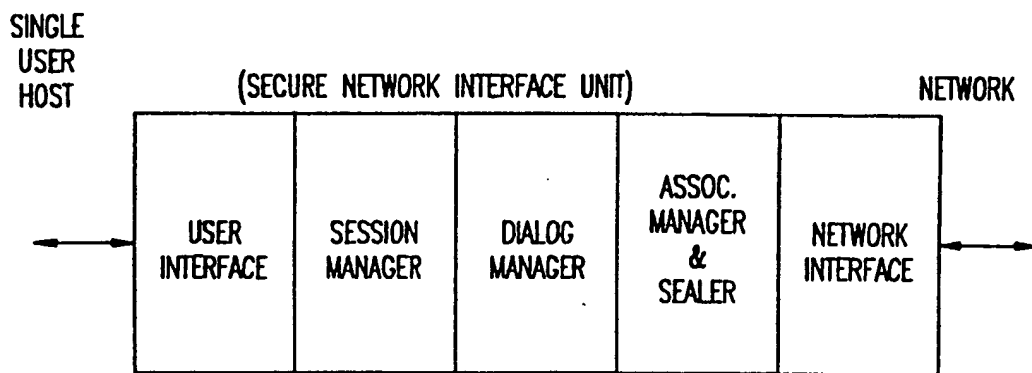 SINGLE
USER
HOST
(SECURE NETWORK INTERFACE UNIT)
NETWORK
USER
INTERFACE
SESSION
MANAGER
DIALOG
MANAGER
ASSOC.
MANAGER
&
SEALER
NETWORK
INTERFACE